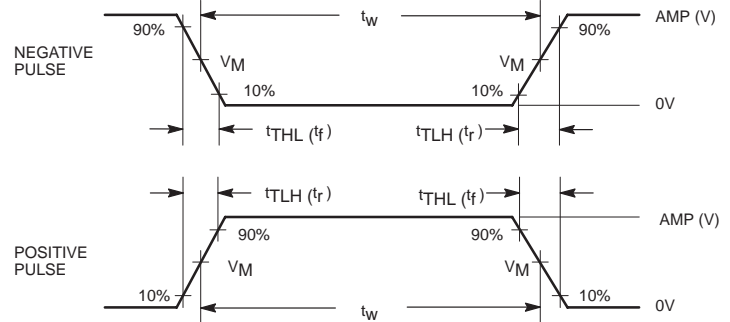 tw
AMP (V)
90%
90%
NEGATIVE
PULSE
VM
VM
10%
10%
0V
tTHL (tf)
tTLH (tr)
tTLH (tr)
tTHL (tf)
AMP (V)
90%
90%
POSITIVE
PULSE
VM
VM
10%
10%
tw
0V